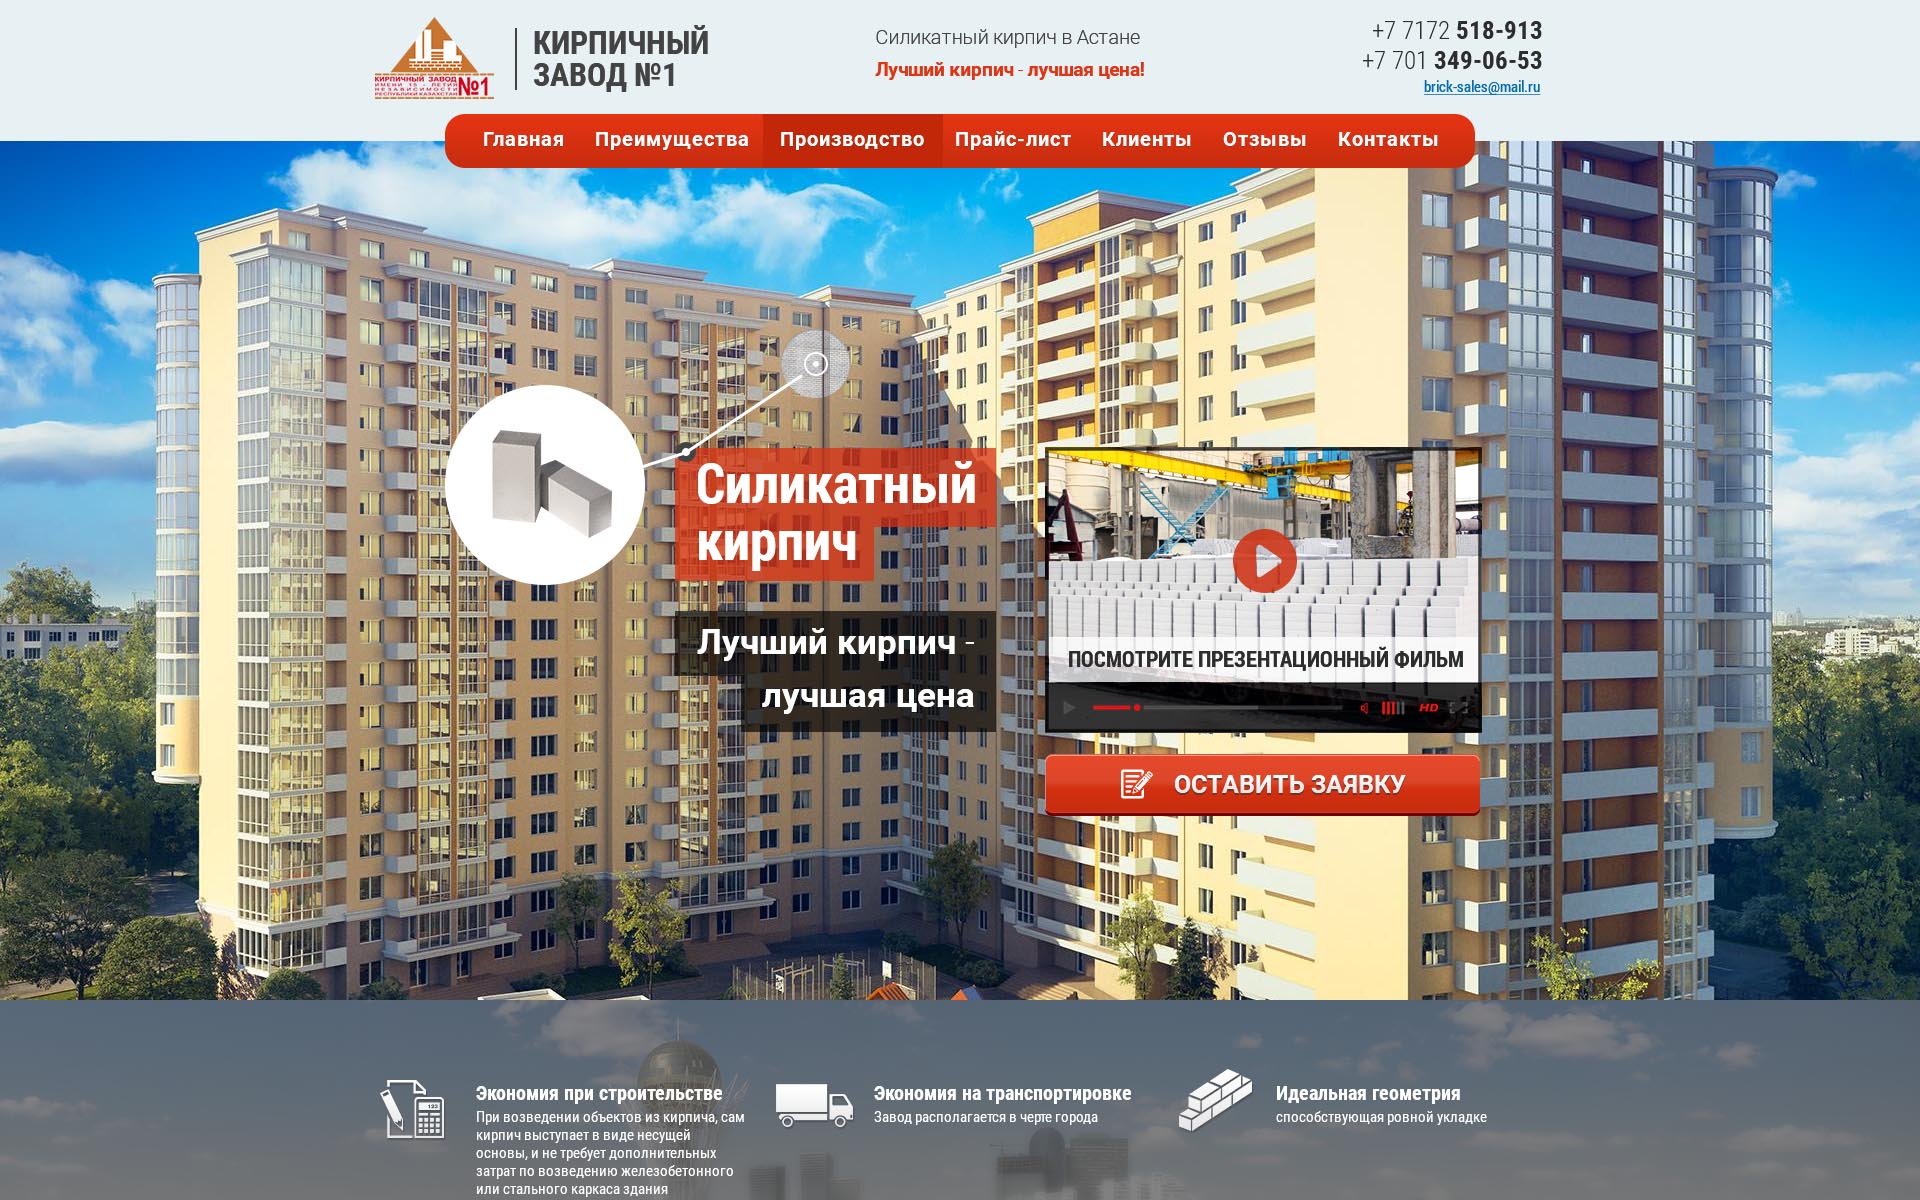 КИРПИЧНЫЙ ЗАВОД
ИМЕНИ 15 - ЛЕТИЯ
НЕЗАВИСИМОСТИ
РЕСПУБЛИКИ КАЗАХСТАН
№1
КИРПИЧНЫЙ
ЗАВОД №1
Силикатный кирпич в Астане
Лучший кирпич - лучшая цена!
+7 7172 518-913
+7 701 349-06-53
brick-sales@mail.ru
Главная Преимущества Производство Прайс-лист Клиенты Отзывы Контакты
Силикатный
кирпич
Лучший кирпич -
лучшая цена
ПОСМОТРИТЕ ПРЕЗЕНТАЦИОННЫЙ ФИЛЬМ
HD
ОСТАВИТЬ ЗАЯВКУ
123
Экономия при строительстве
При возведении объектов из кирпича, сам
кирпич выступает в виде несущей
основы, и не требует дополнительных
затрат по возведению железобетонного
или стального каркаса здания
Экономия на транспортировке
Завод располагается в черте города
Идеальная геометрия
способствующая ровной укладке